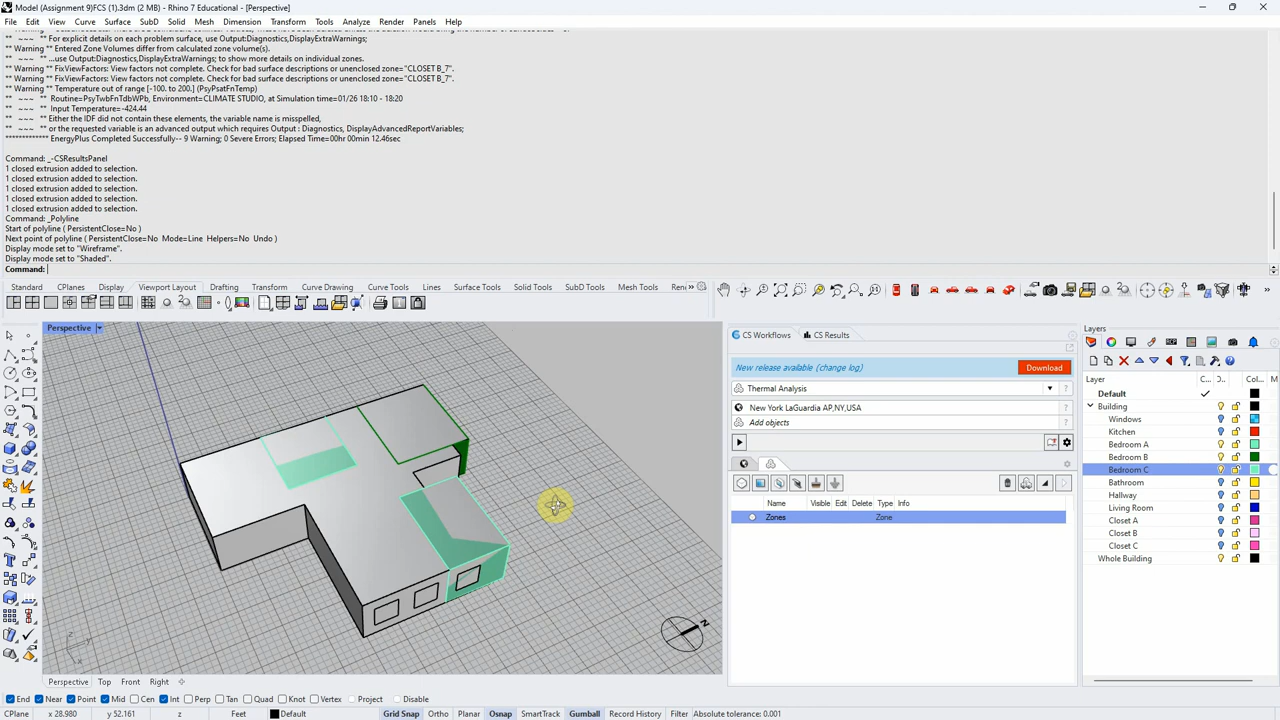 Model (Assignment 9)FCS (1).3dm (2 MB) - Rhino 7 Educational - [Perspective]
File Edit View Curve Surface SubD Solid Mesh Dimension Transform Tools Analyze Render Panels Help
** ~~~ ** For explicit details on each problem surface, use Output:Diagnostics,DisplayExtraWarnings;
** Warning ** Entered Zone Volumes differ from calculated zone volume(s).
** ~~~ ** ...use Output:Diagnostics,DisplayExtraWarnings; to show more details on individual zones.
** Warning ** FixViewFactors: View factors not complete. Check for bad surface descriptions or unenclosed zone="CLOSET B_7".
** Warning ** FixViewFactors: View factors not complete. Check for bad surface descriptions or unenclosed zone="CLOSET B_7".
** Warning ** Temperature out of range [-100. to 200.] (PsyPsatFnTemp)
** ~~~ ** Routine=PsyTwbFnTdbWPb, Environment=CLIMATE STUDIO, at Simulation time=01/26 18:10 - 18:20
** ~~~ ** Input Temperature=-424.44
** ~~~ ** Either the IDF did not contain these elements, the variable name is misspelled,
** ~~~ ** or the requested variable is an advanced output which requires Output : Diagnostics, DisplayAdvancedReportVariables;
************* EnergyPlus Completed Successfully-- 9 Warning; 0 Severe Errors; Elapsed Time=00hr 00min 12.46sec
Command: _-CSResultsPanel
1 closed extrusion added to selection.
1 closed extrusion added to selection.
1 closed extrusion added to selection.
1 closed extrusion added to selection.
1 closed extrusion added to selection.
Command: _Polyline
Start of polyline ( PersistentClose=No )
Next point of polyline ( PersistentClose=No Mode=Line Helpers=No Undo )
Display mode set to "Wireframe".
Display mode set to "Shaded".
Command:
Standard CPlanes Display Viewport Layout Drafting Transform Curve Drawing Lines Curve Tools Surface Tools Solid Tools SubD Tools Mesh Tools Ren
Perspective
z
y
x
N
Perspective Top Front Right
CS Workflows CS Results
New release available (change log) Download
Thermal Analysis
New York LaGuardia AP,NY,USA
Add objects
Name Visible Edit Delete Type Info
Zones Zone
Layers
Layer C... Col... M
Default
Building
Windows
Kitchen
Bedroom A
Bedroom B
Bedroom C
Bathroom
Hallway
Living Room
Closet A
Closet B
Closet C
Whole Building
End Near Point Mid Cen Int Perp Tan Quad Knot Vertex Project Disable
CPlane x 28.980 y 52.161 z Feet Default Grid Snap Ortho Planar Osnap SmartTrack Gumball Record History Filter Absolute tolerance: 0.001